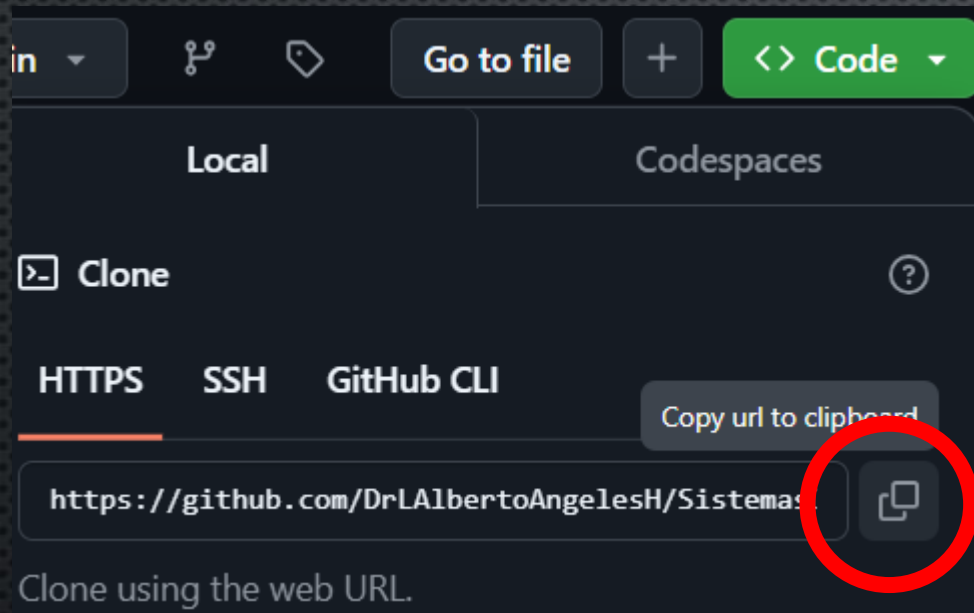 in
Go to file
<> Code
Local
Codespaces
Clone
HTTPS SSH GitHub CLI
Copy url to clipboard
https://github.com/DrLAlbertoAngelesH/Sistemas
Clone using the web URL.